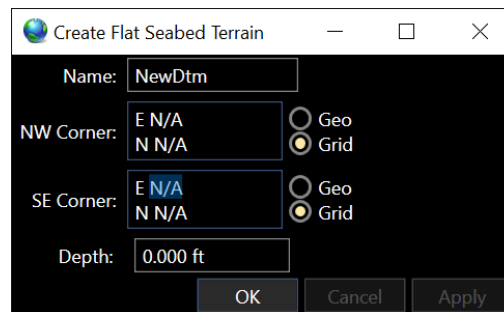 Create Flat Seabed Terrain
Name: NewDtm
NW Corner:
E N/A
N N/A
Geo
Grid
SE Corner:
E N/A
N N/A
Geo
Grid
Depth: 0.000 ft
OK Cancel Apply